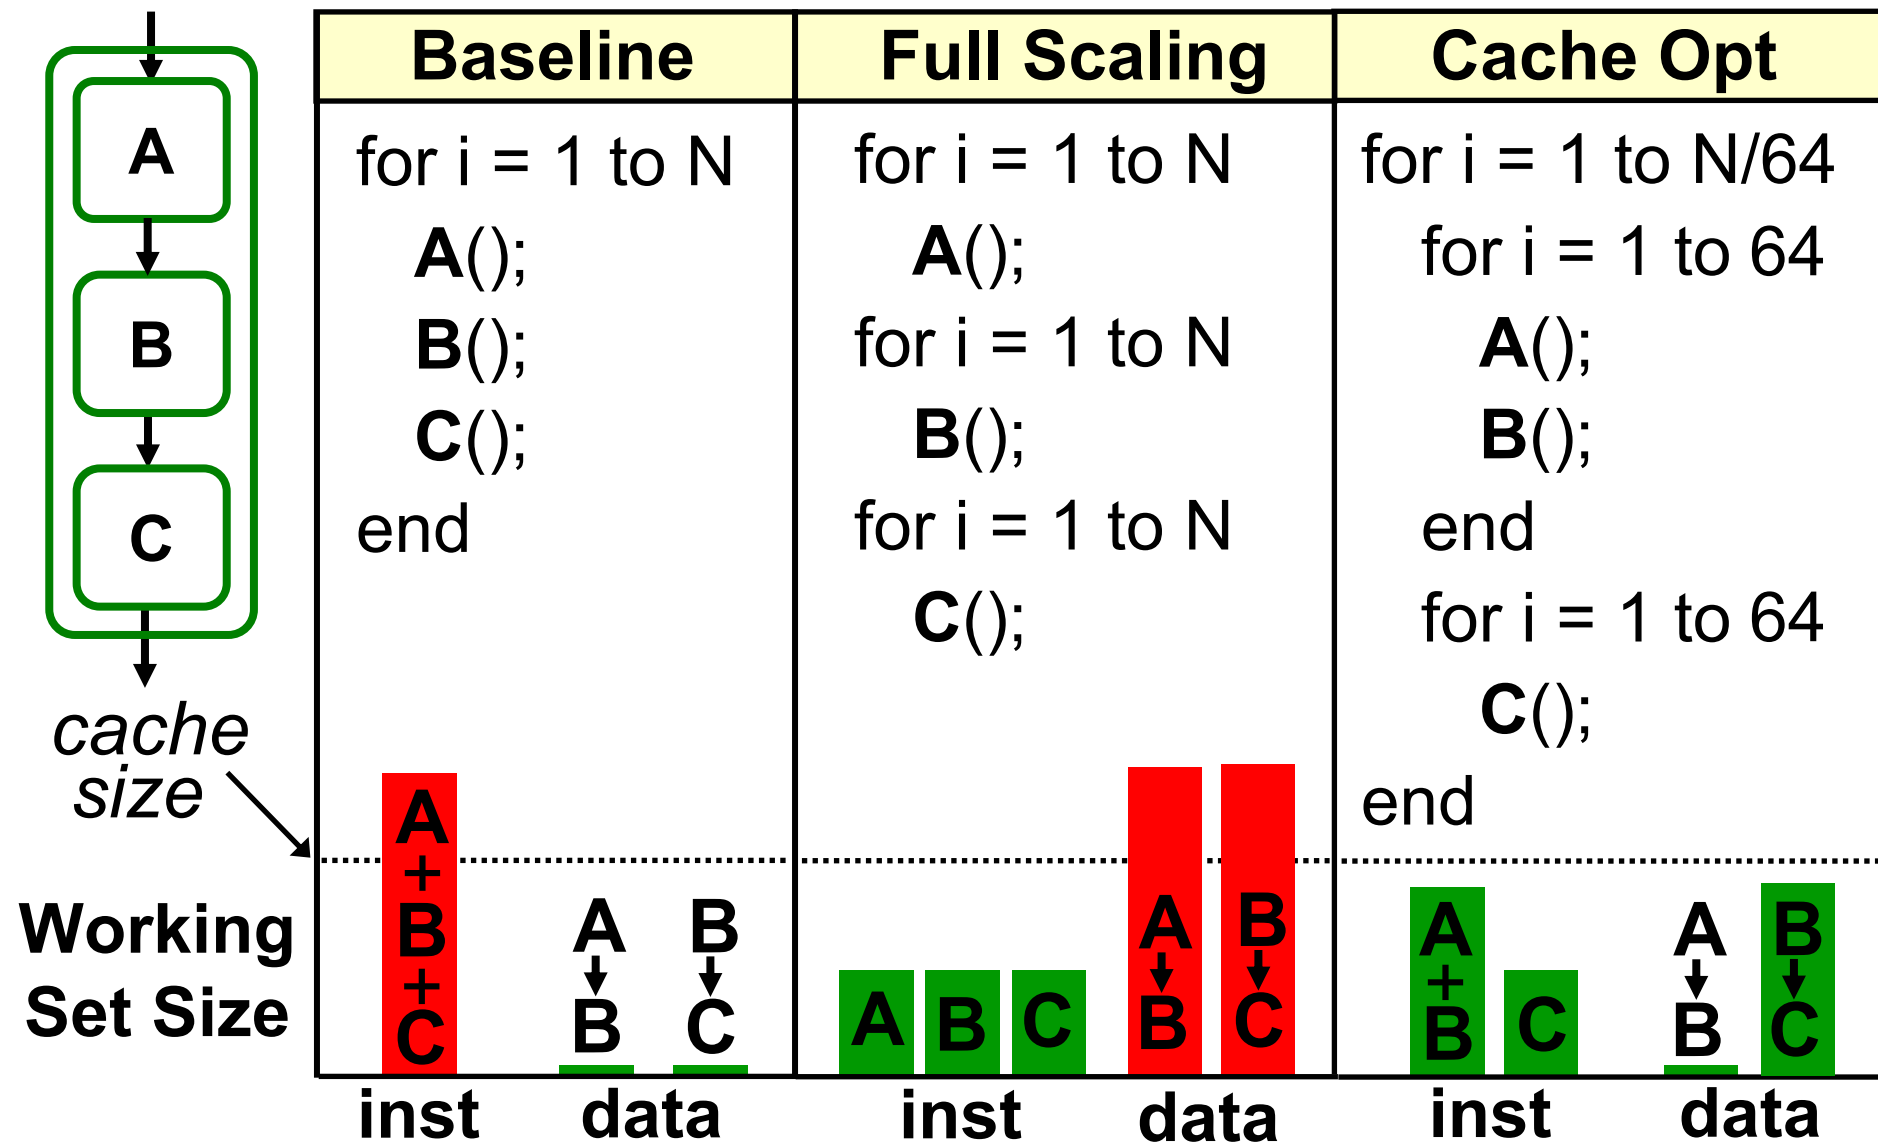 A
B
C
cache
size
Working
Set Size
Baseline
for i = 1 to N
A();
B();
C();
end
A
+
B
+
C
A
B
B
C
inst
data
Full Scaling
for i = 1 to N
A();
for i = 1 to N
B();
for i = 1 to N
C();
A
B
C
A
B
B
C
inst
data
Cache Opt
for i = 1 to N/64
for i = 1 to 64
A();
B();
end
for i = 1 to 64
C();
end
A
+
B
C
A
B
B
C
inst
data